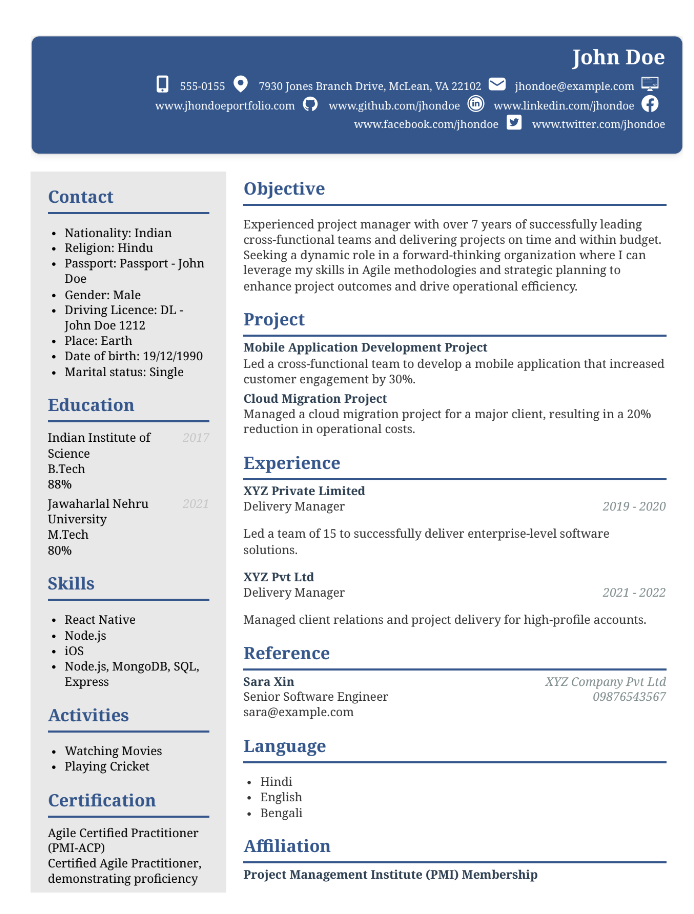 John Doe
555-0155 7930 Jones Branch Drive, McLean, VA 22102 jhondoe@example.com
www.jhondoeportfolio.com www.github.com/jhondoe www.linkedin.com/jhondoe
www.facebook.com/jhondoe www.twitter.com/jhondoe
Contact
• Nationality: Indian
• Religion: Hindu
• Passport: Passport - John
Doe
• Gender: Male
• Driving Licence: DL -
John Doe 1212
• Place: Earth
• Date of birth: 19/12/1990
• Marital status: Single
Education
Indian Institute of 2017
Science
B.Tech
88%
Jawaharlal Nehru 2021
University
M.Tech
80%
Skills
• React Native
• Node.js
• iOS
• Node.js, MongoDB, SQL,
Express
Activities
• Watching Movies
• Playing Cricket
Certification
Agile Certified Practitioner
(PMI-ACP)
Certified Agile Practitioner,
demonstrating proficiency
Objective
Experienced project manager with over 7 years of successfully leading
cross-functional teams and delivering projects on time and within budget.
Seeking a dynamic role in a forward-thinking organization where I can
leverage my skills in Agile methodologies and strategic planning to
enhance project outcomes and drive operational efficiency.
Project
Mobile Application Development Project
Led a cross-functional team to develop a mobile application that increased
customer engagement by 30%.
Cloud Migration Project
Managed a cloud migration project for a major client, resulting in a 20%
reduction in operational costs.
Experience
XYZ Private Limited
Delivery Manager 2019 - 2020
Led a team of 15 to successfully deliver enterprise-level software
solutions.
XYZ Pvt Ltd
Delivery Manager 2021 - 2022
Managed client relations and project delivery for high-profile accounts.
Reference
Sara Xin XYZ Company Pvt Ltd
Senior Software Engineer 09876543567
sara@example.com
Language
• Hindi
• English
• Bengali
Affiliation
Project Management Institute (PMI) Membership